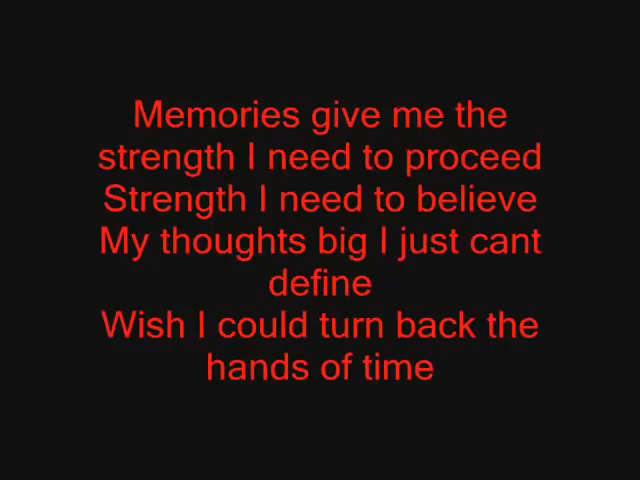 Memories give me the
strength I need to proceed
Strength I need to believe
My thoughts big I just cant
define
Wish I could turn back the
hands of time